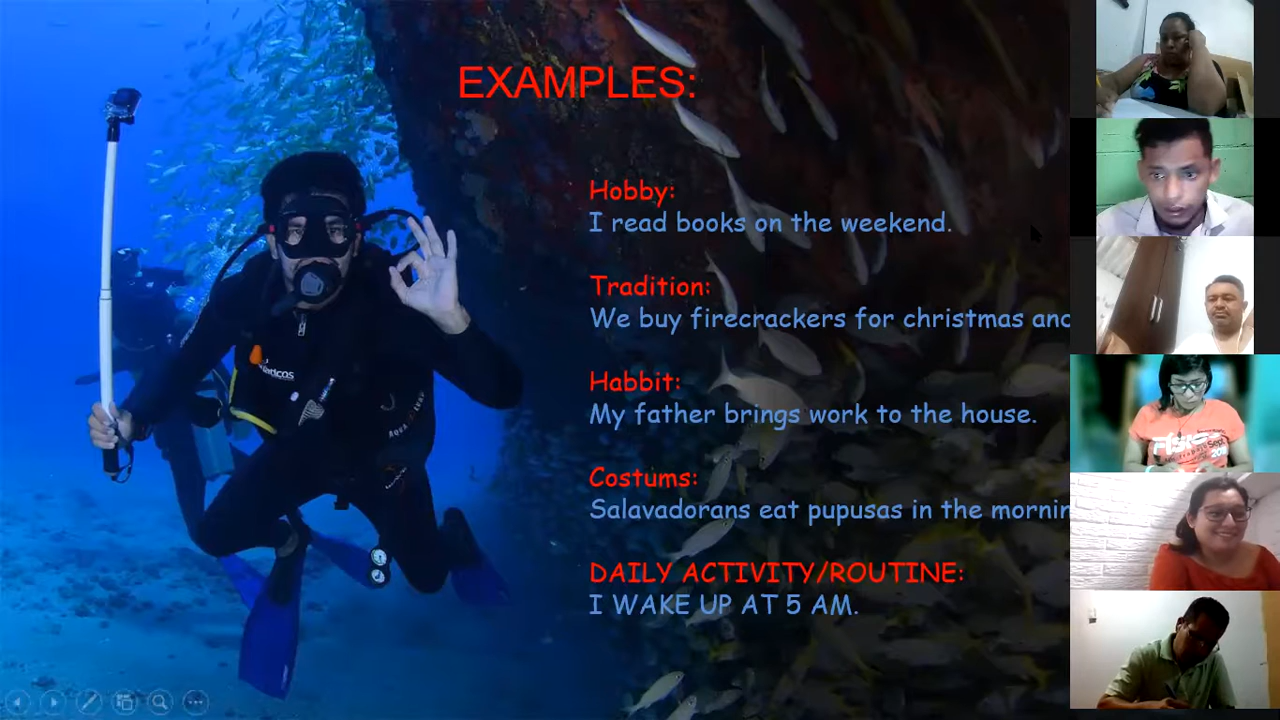 EXAMPLES:
Hobby:
I read books on the weekend.
Tradition:
We buy firecrackers for christmas and
Habbit:
My father brings work to the house.
Costums:
Salavadorans eat pupusas in the
DAILY ACTIVITY/ROUTINE:
I WAKE UP AT 5 AM.